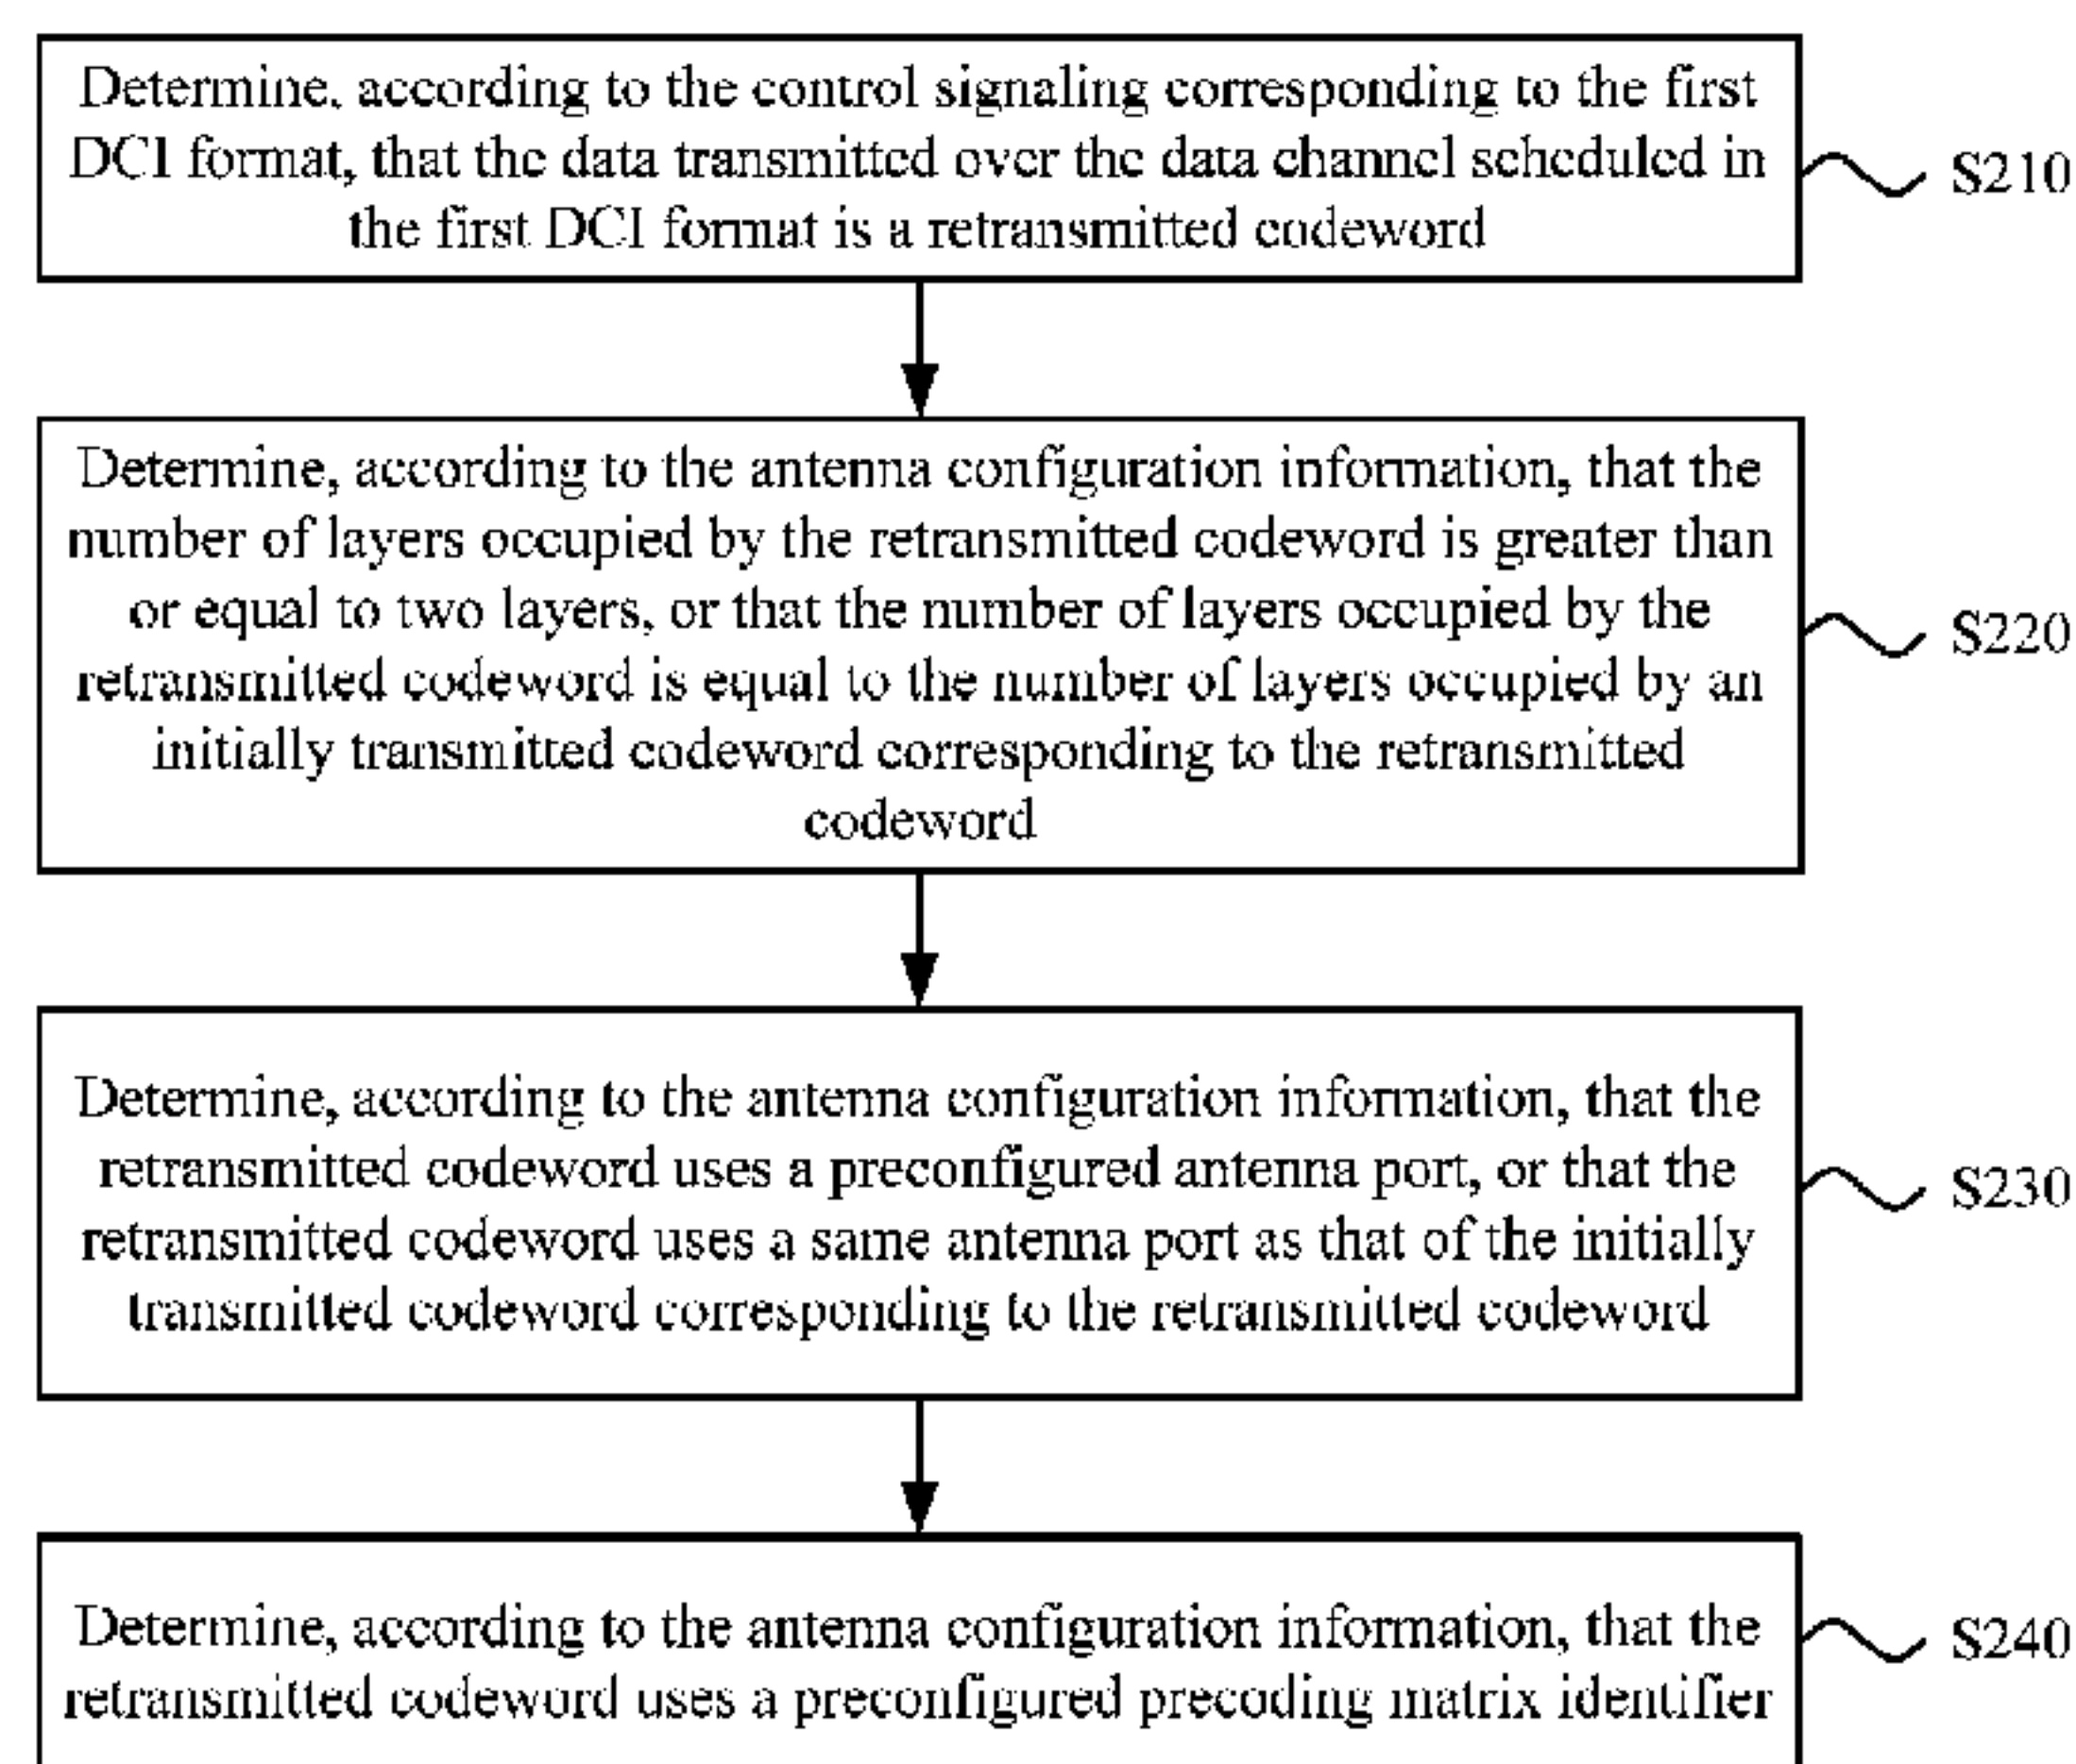 Determine, according to the control signaling corresponding to the first
DCI format, that the data transmitted over the data channel scheduled in
the first DCI format is a retransmitted codeword
S210
Determine, according to the antenna configuration information, that the
number of layers occupied by the retransmitted codeword is greater than
or equal to two layers, or that the number of layers occupied by the
retransmitted codeword is equal to the number of layers occupied by an
initially transmitted codeword corresponding to the retransmitted
codeword
S220
Determine, according to the antenna configuration information, that the
retransmitted codeword uses a preconfigured antenna port, or that the
retransmitted codeword uses a same antenna port as that of the initially
transmitted codeword corresponding to the retransmitted codeword
S230
Determine, according to the antenna configuration information, that the
retransmitted codeword uses a preconfigured precoding matrix identifier
S240